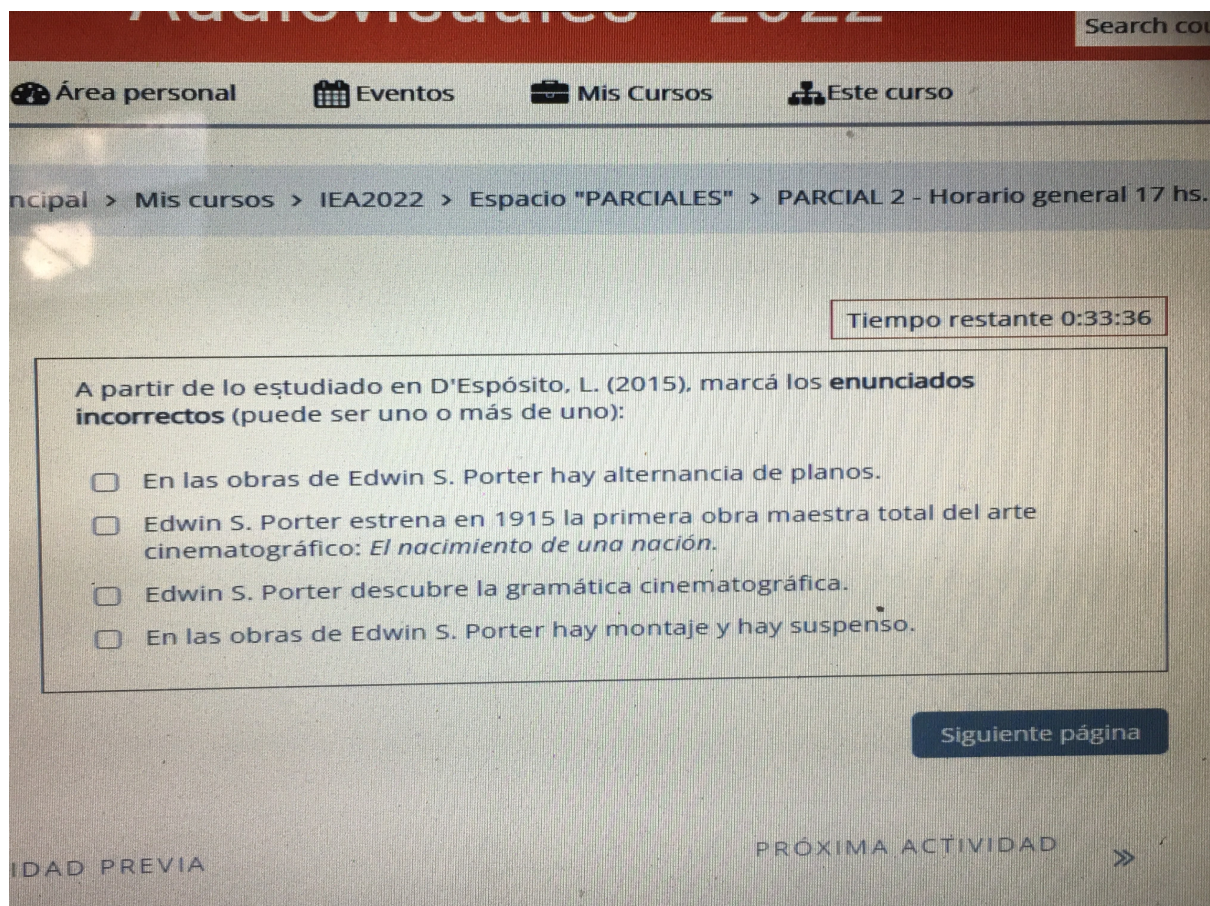 Audiovisuales - 2022
Search cou
Área personal
Eventos
Mis Cursos
Este curso
ncipal > Mis cursos > IEA2022 > Espacio "PARCIALES" > PARCIAL 2 - Horario general 17 hs.
Tiempo restante 0:33:36
A partir de lo estudiado en D'Espósito, L. (2015), marcá los enunciados
incorrectos (puede ser uno o más de uno):
En las obras de Edwin S. Porter hay alternancia de planos.
Edwin S. Porter estrena en 1915 la primera obra maestra total del arte
cinematográfico: El nacimiento de una nación.
Edwin S. Porter descubre la gramática cinematográfica.
En las obras de Edwin S. Porter hay montaje y hay suspenso.
Siguiente página
IDAD PREVIA
PRÓXIMA ACTIVIDAD